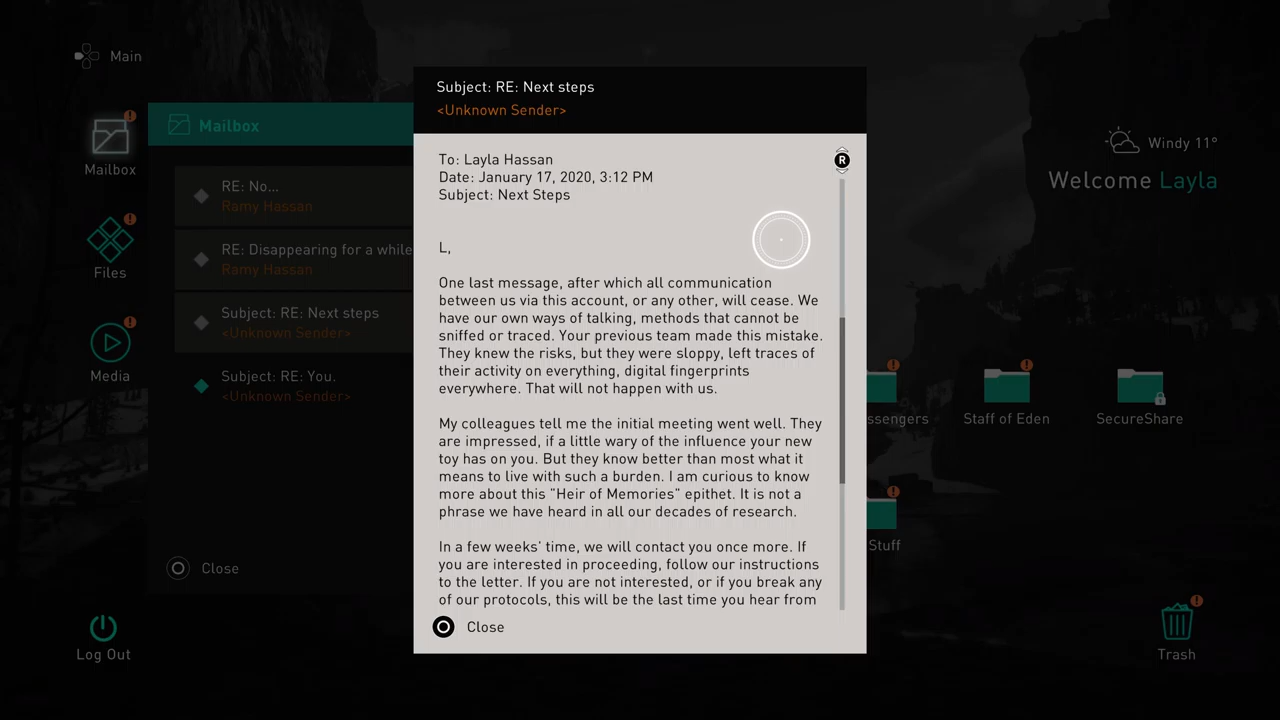 Main
Mailbox
Files
Media
Log Out
Mailbox
RE: No...
Ramy Hassan
RE: Disappearing for a while
Ramy Hassan
Subject: RE: Next steps
<Unknown Sender>
Subject: RE: You.
<Unknown Sender>
Close
Subject: RE: Next steps
<Unknown Sender>
To: Layla Hassan
Date: January 17, 2020, 3:12 PM
Subject: Next Steps
L,
One last message, after which all communication
between us via this account, or any other, will cease. We
have our own ways of talking, methods that cannot be
sniffed or traced. Your previous team made this mistake.
They knew the risks, but they were sloppy, left traces of
their activity on everything, digital fingerprints
everywhere. That will not happen with us.
My colleagues tell me the initial meeting went well. They
are impressed, if a little wary of the influence your new
toy has on you. But they know better than most what it
means to live with such a burden. I am curious to know
more about this "Heir of Memories" epithet. It is not a
phrase we have heard in all our decades of research.
In a few weeks' time, we will contact you once more. If
you are interested in proceeding, follow our instructions
to the letter. If you are not interested, or if you break any
of our protocols, this will be the last time you hear from
R
Close
Windy 11°
Welcome Layla
ssengers
Staff of Eden
SecureShare
Stuff
Trash